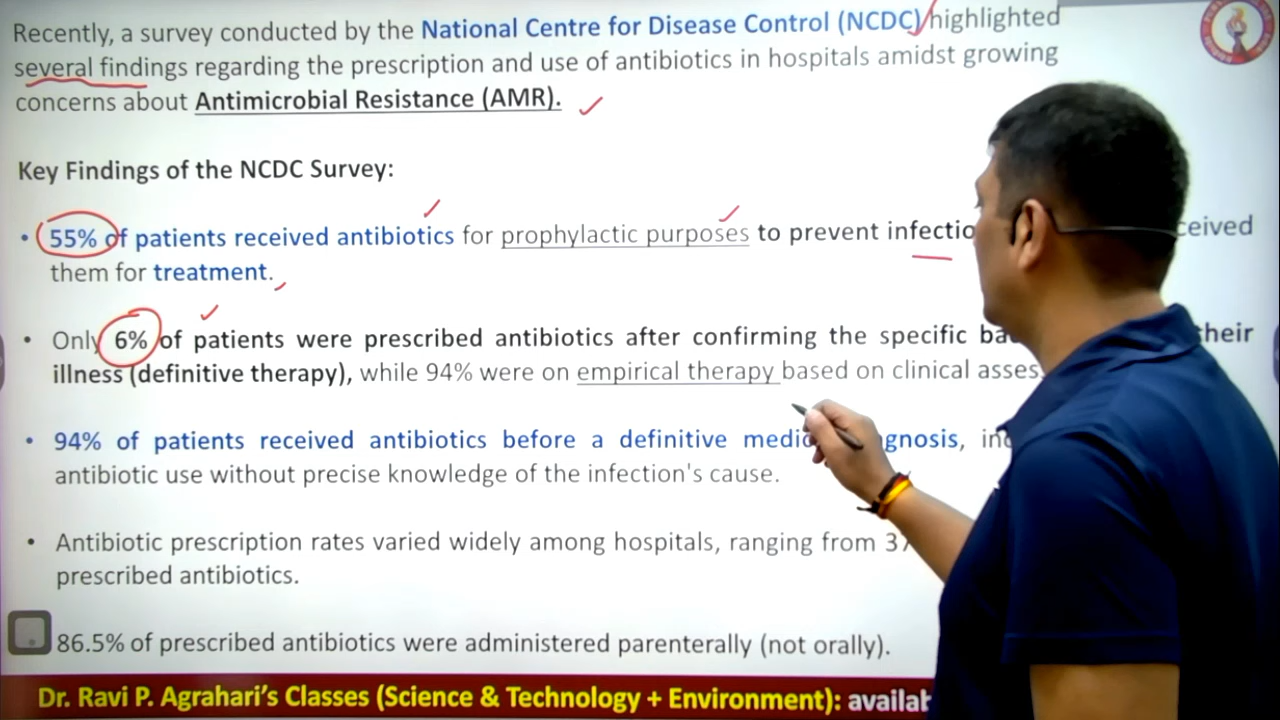 Recently, a survey conducted by the National Centre for Disease Control (NCDC) highlighted
several findings regarding the prescription and use of antibiotics in hospitals amidst growing
concerns about Antimicrobial Resistance (AMR).
Key Findings of the NCDC Survey:
• 55% of patients received antibiotics for prophylactic purposes to prevent
them for treatment.
• Only 6% of patients were prescribed antibiotics after confirming the specific
illness (definitive therapy), while 94% were on empirical therapy based on clinical
• 94% of patients received antibiotics before a definitive
antibiotic use without precise knowledge of the infection's cause.
• Antibiotic prescription rates varied widely among hospitals, ranging from
prescribed antibiotics.
86.5% of prescribed antibiotics were administered parenterally (not orally).
Dr. Ravi P. Agrahari's Classes (Science & Technology + Environment):